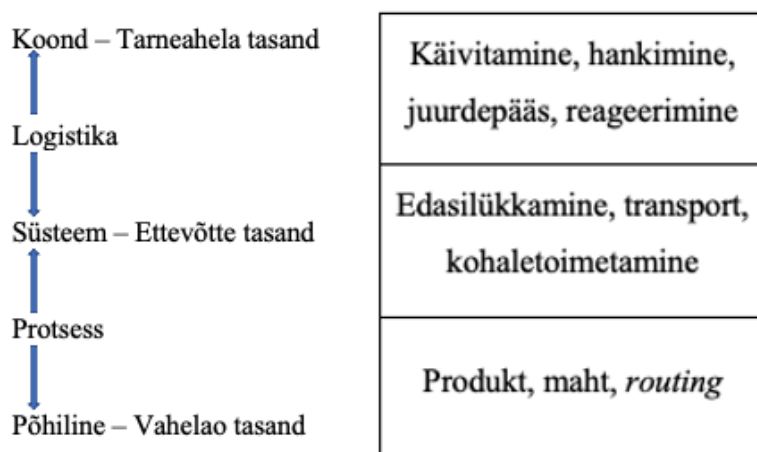 Koond – Tarneahela tasand
Logistika
Süsteem – Ettevõtte tasand
Protsess
Põhiline – Vahelao tasand
Käivitamine, hankimine,
juurdepääs, reageerimine
Edasilükkamine, transport,
kohaletoimetamine
Produkt, maht, routing